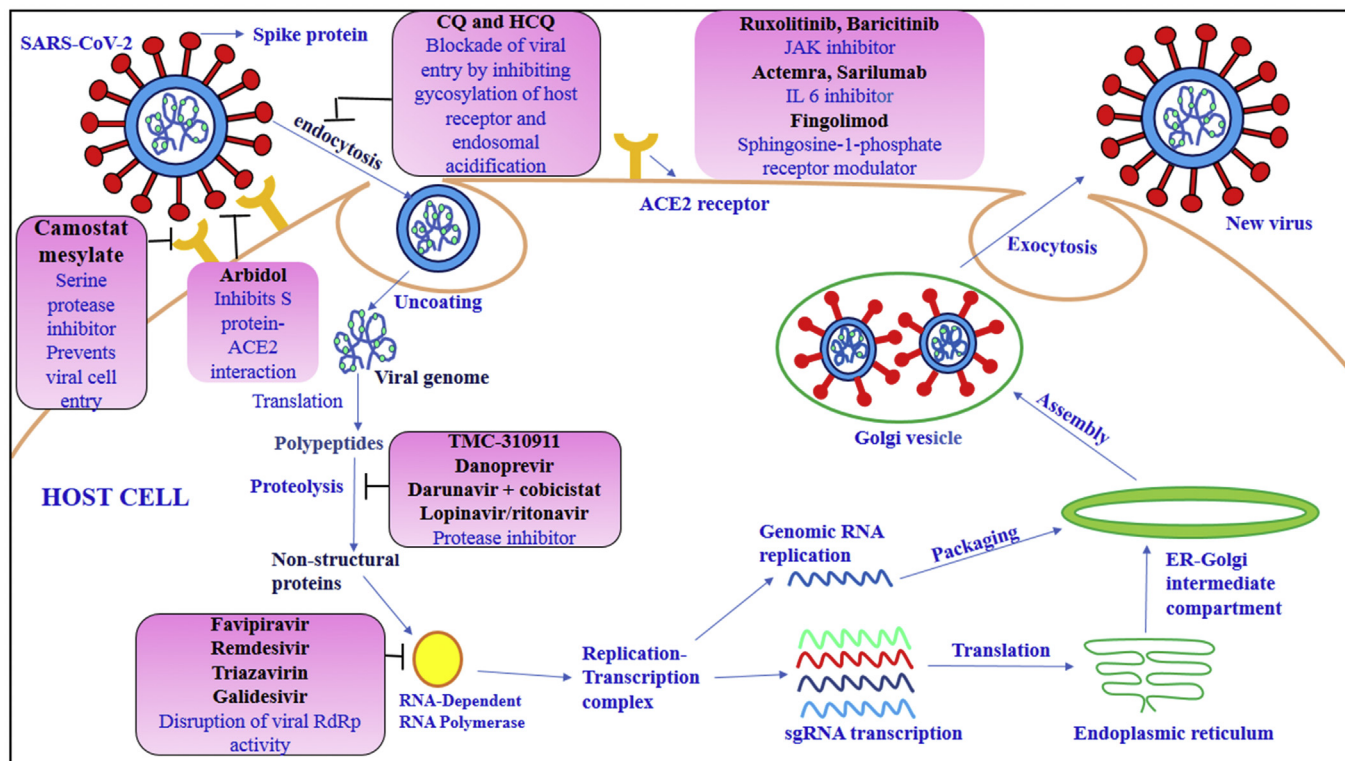 SARS-CoV-2
Spike protein
CQ and HCQ
Blockade of viral
entry by inhibiting
gycosylation of host
receptor and
endosomal
acidification
endocytosis
Ruxolitinib, Baricitinib
JAK inhibitor
Actemra, Sarilumab
IL 6 inhibitor
Fingolimod
Sphingosine-1-phosphate
receptor modulator
ACE2 receptor
New virus
Exocytosis
Camostat
mesylate
Serine
protease
inhibitor
Prevents
viral cell
entry
Arbidol
Inhibits S
protein-
ACE2
interaction
Uncoating
Viral genome
Translation
Polypeptides
Proteolysis
TMC-310911
Danoprevir
Darunavir + cobicistat
Lopinavir/ritonavir
Protease inhibitor
HOST CELL
Non-structural
proteins
Favipiravir
Remdesivir
Triazavirin
Galidesivir
Disruption of viral RdRp
activity
RNA-Dependent
RNA Polymerase
Replication-
Transcription
complex
Genomic RNA
replication
Packaging
sgRNA transcription
Translation
Endoplasmic reticulum
ER-Golgi
intermediate
compartment
Assembly
Golgi vesicle